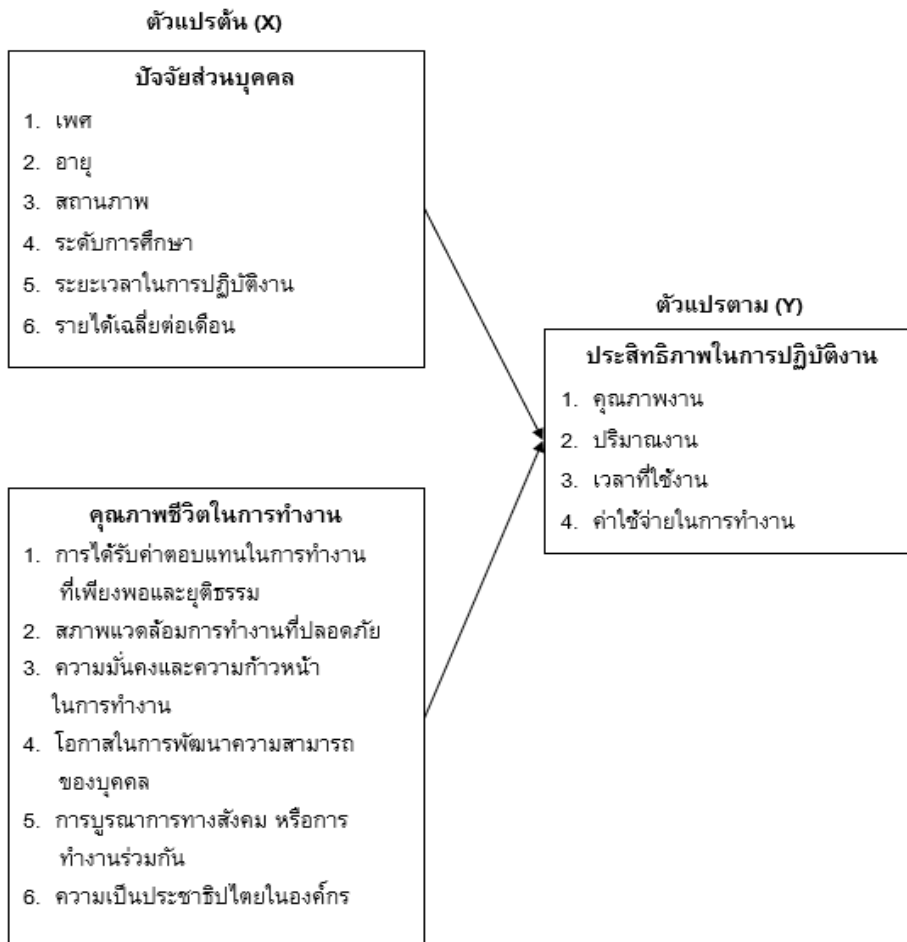 ตัวแปรต้น (X)
ปัจจัยส่วนบุคคล
1. เพศ
2. อายุ
3. สถานภาพ
4. ระดับการศึกษา
5. ระยะเวลาในการปฏิบัติงาน
6. รายได้เฉลี่ยต่อเดือน
ตัวแปรตาม (Y)
ประสิทธิภาพในการปฏิบัติงาน
1. คุณภาพงาน
2. ปริมาณงาน
3. เวลาที่ใช้งาน
4. ค่าใช้จ่ายในการทำงาน
คุณภาพชีวิตในการทำงาน
1. การได้รับค่าตอบแทนในการทำงาน
ที่เพียงพอและยุติธรรม
2. สภาพแวดล้อมการทำงานที่ปลอดภัย
3. ความมั่นคงและความก้าวหน้า
ในการทำงาน
4. โอกาสในการพัฒนาความสามารถ
ของบุคคล
5. การบูรณาการทางสังคม หรือการ
ทำงานร่วมกัน
6. ความเป็นประชาธิปไตยในองค์กร